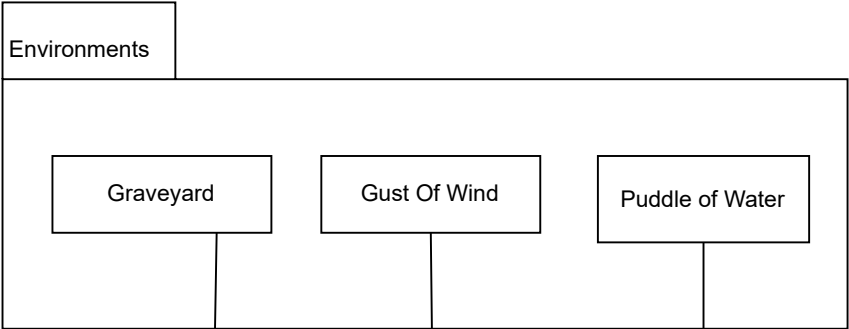 Environments
Graveyard
Gust Of Wind
Puddle of Water